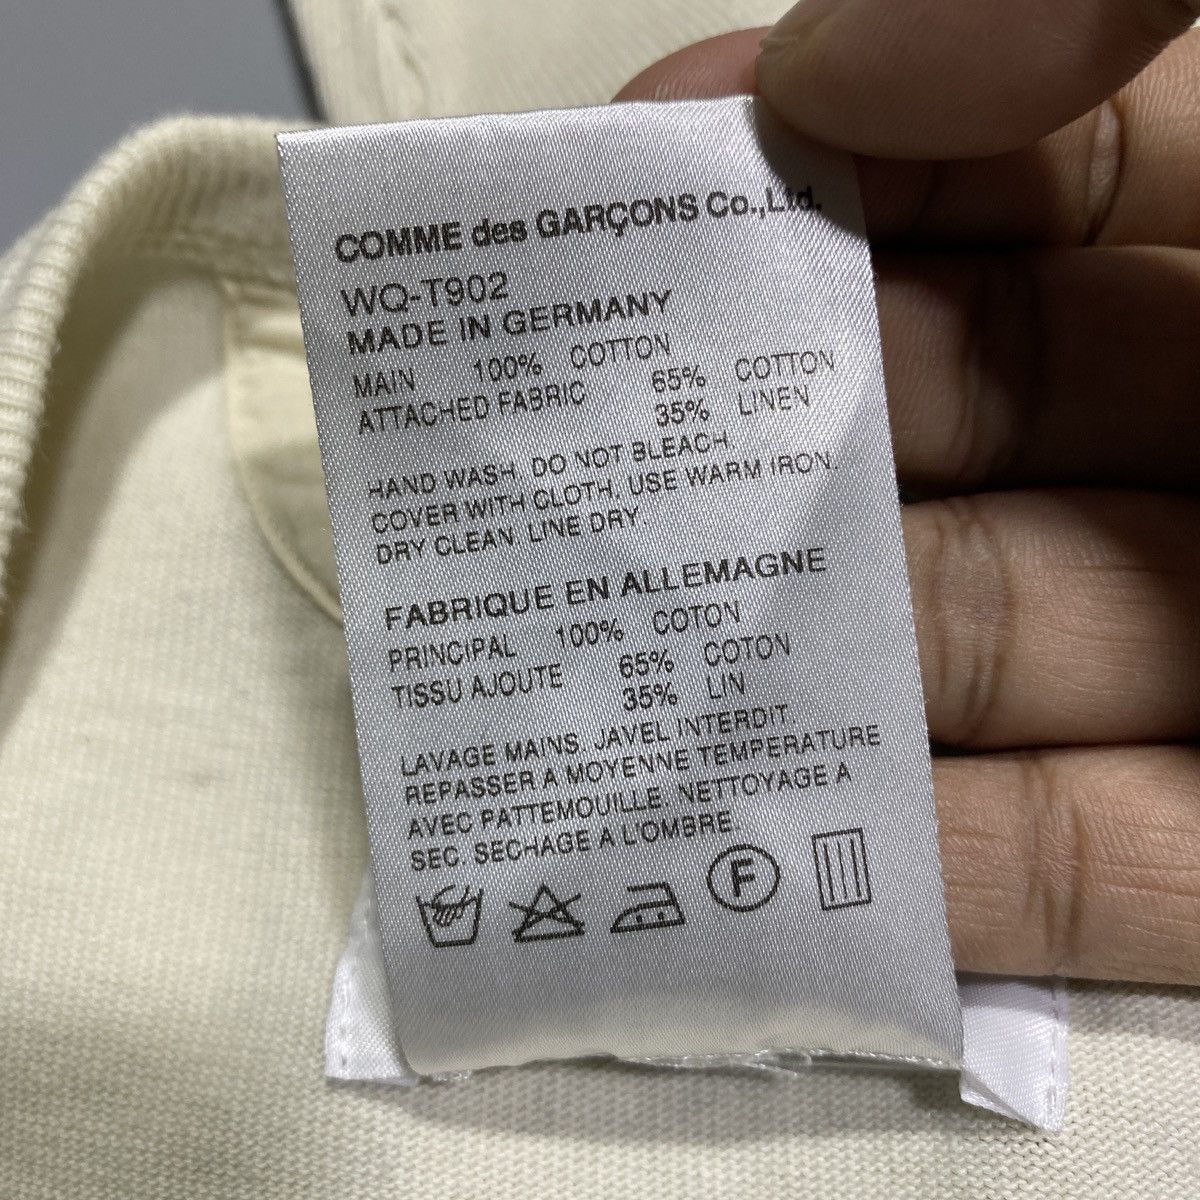 COMME des GARÇONS Co.,Ltd.
WQ-T902
MADE IN GERMANY
MAIN 100% COTTON
ATTACHED FABRIC 65% COTTON
35% LINEN
HAND WASH. DO NOT BLEACH.
COVER WITH CLOTH, USE WARM IRON.
DRY CLEAN. LINE DRY.
FABRIQUE EN ALLEMAGNE
PRINCIPAL 100% COTON
TISSU AJOUTE 65% COTON
35% LIN
LAVAGE MAINS. JAVEL INTERDIT.
REPASSER A MOYENNE TEMPERATURE
AVEC PATTEMOUILLE. NETTOYAGE A
SEC. SECHAGE A L'OMBRE.
F